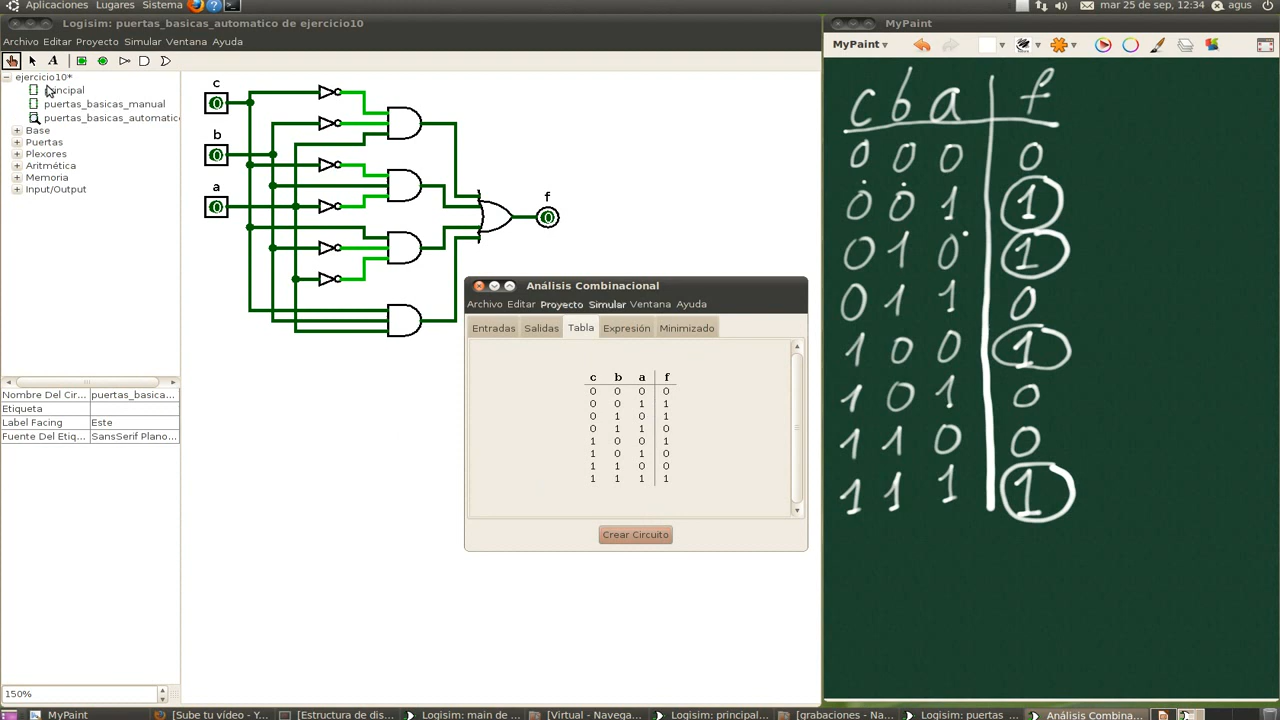 Aplicaciones Lugares Sistema mar 25 de sep, 12:34 agus
Logisim: puertas_basicas_automatico de ejercicio10
Archivo Editar Proyecto Simular Ventana Ayuda
A
ejercicio10*
principal
puertas_basicas_manual
puertas_basicas_automatico
Base
Puertas
Plexores
Aritmética
Memoria
Input/Output
Nombre Del Cir... puertas_basica...
Etiqueta
Label Facing Este
Fuente Del Etiq... SansSerif Plano...
150%
c
0
b
0
a
0
f
0
Análisis Combinacional
Archivo Editar Proyecto Simular Ventana Ayuda
Entradas Salidas Tabla Expresión Minimizado
c b a f
0 0 0 0
0 0 1 1
0 1 0 1
0 1 1 0
1 0 0 1
1 0 1 0
1 1 0 0
1 1 1 1
Crear Circuito
MyPaint
MyPaint
c b a f
0 0 0 0
0 0 1 1
0 1 0 1
0 1 1 0
1 0 0 1
1 0 1 0
1 1 0 0
1 1 1 1
MyPaint [Sube tu vídeo - Y... [Estructura de dis... Logisim: main de ... [Virtual - Navega... Logisim: principal... [grabaciones - Na... Logisim: puertas ... Análisis Combina...